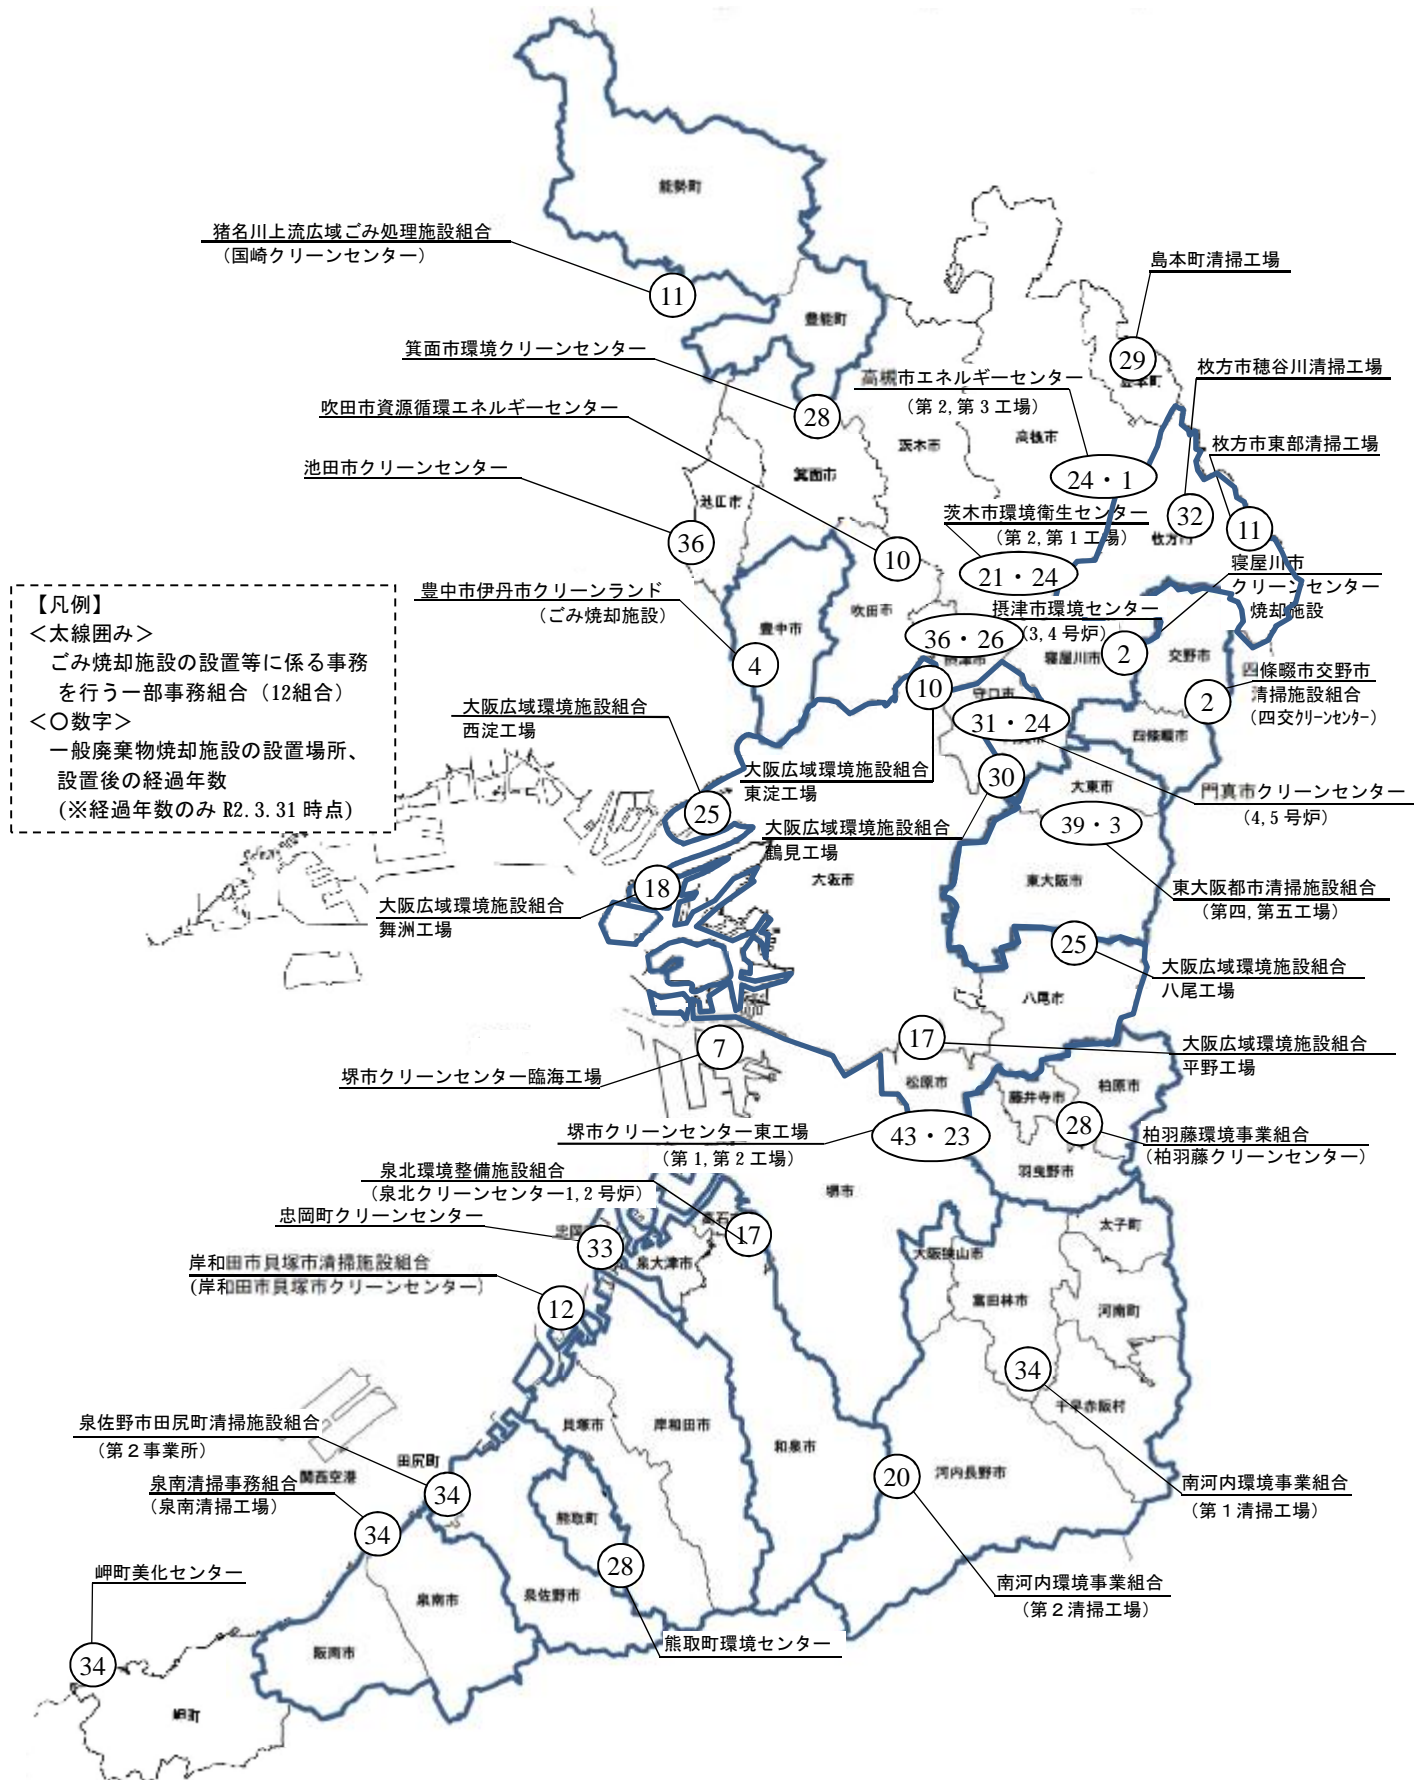 能勢町
猪名川上流広域ごみ処理施設組合
（国崎クリーンセンター）
11
島本町清掃工場
豊能町
箕面市環境クリーンセンター
28
29
高槻市エネルギーセンター
（第2,第3工場）
枚方市穂谷川清掃工場
吹田市資源循環エネルギーセンター
茨木市
高槻市
枚方市東部清掃工場
池田市クリーンセンター
箕面市
24・1
池田市
36
10
茨木市環境衛生センター
（第2,第1工場）
32
11
21・24
寝屋川市
クリーンセンター
焼却施設
【凡例】
＜太線囲み＞
ごみ焼却施設の設置等に係る事務
を行う一部事務組合（12組合）
＜〇数字＞
一般廃棄物焼却施設の設置場所、
設置後の経過年数
(※経過年数のみR2.3.31時点)
豊中市伊丹市クリーンランド
（ごみ焼却施設）
豊中市
吹田市
4
摂津市環境センター
（3,4号炉）
36・26
摂津市
寝屋川市
2
交野市
四條畷市交野市
清掃施設組合
（四交クリーンセンター）
2
四條畷市
10
守口市
31・24
大阪広域環境施設組合
西淀工場
25
大阪広域環境施設組合
東淀工場
30
大東市
門真市クリーンセンター
（4,5号炉）
大阪広域環境施設組合
鶴見工場
39・3
大阪市
東大阪市
18
大阪広域環境施設組合
舞洲工場
東大阪都市清掃施設組合
（第四,第五工場）
25
大阪広域環境施設組合
八尾工場
八尾市
17
大阪広域環境施設組合
平野工場
7
堺市クリーンセンター臨海工場
松原市
藤井寺市
柏原市
28
柏羽藤環境事業組合
（柏羽藤クリーンセンター）
堺市クリーンセンター東工場
（第1,第2工場）
43・23
羽曳野市
堺市
泉北環境整備施設組合
（泉北クリーンセンター1,2号炉）
忠岡町クリーンセンター
33
17
泉大津市
大阪狭山市
太子町
岸和田市貝塚市清掃施設組合
(岸和田市貝塚市クリーンセンター)
12
富田林市
河南町
34
千早赤阪村
泉佐野市田尻町清掃施設組合
（第２事業所）
貝塚市
岸和田市
和泉市
田尻町
関西空港
泉南清掃事務組合
（泉南清掃工場）
34
34
熊取町
20
河内長野市
南河内環境事業組合
（第１清掃工場）
岬町美化センター
28
泉南市
泉佐野市
南河内環境事業組合
（第２清掃工場）
熊取町環境センター
阪南市
34
岬町